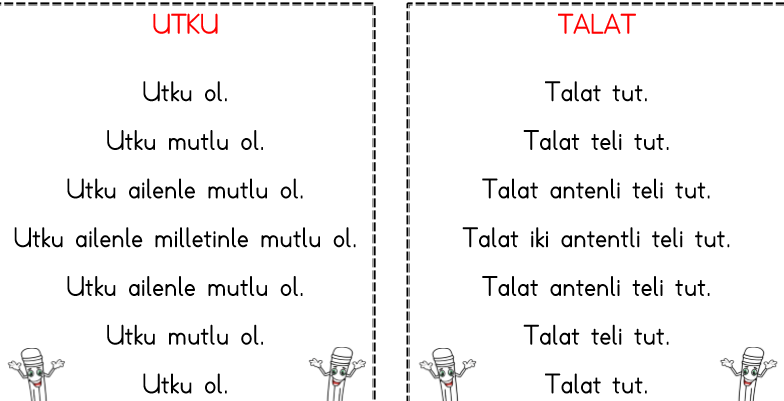 UTKU
Utku ol.
Utku mutlu ol.
Utku ailenle mutlu ol.
Utku ailenle milletinle mutlu ol.
Utku ailenle mutlu ol.
Utku mutlu ol.
Utku ol.
TALAT
Talat tut.
Talat teli tut.
Talat antenli teli tut.
Talat iki antentli teli tut.
Talat antenli teli tut.
Talat teli tut.
Talat tut.